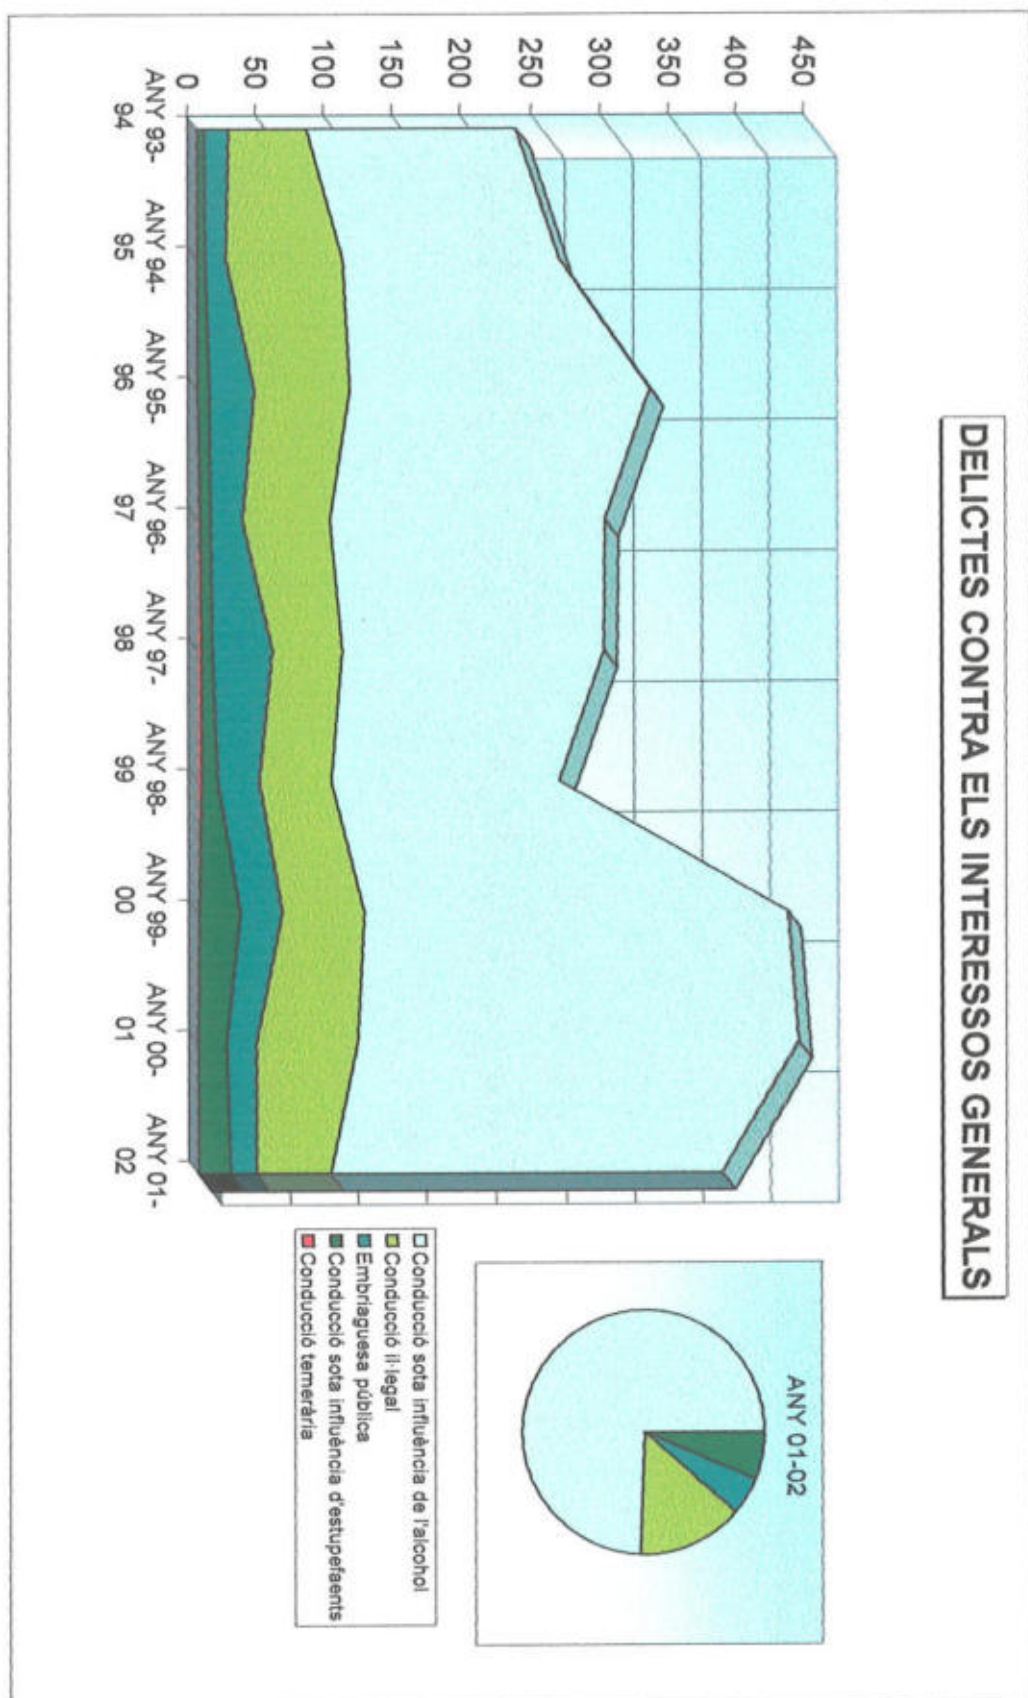 DELICTES CONTRA ELS INTERESSOS GENERALS
450
400
350
300
250
200
150
100
50
0
ANY 93-
94
ANY 94-
95
ANY 95-
96
ANY 96-
97
ANY 97-
98
ANY 98-
99
ANY 99-
00
ANY 00-
01
ANY 01-
02
ANY 01-02
Conducció sota influència de l'alcohol
Conducció il·legal
Embriaguesa pública
Conducció sota influència d'estupefaents
Conducció temerària